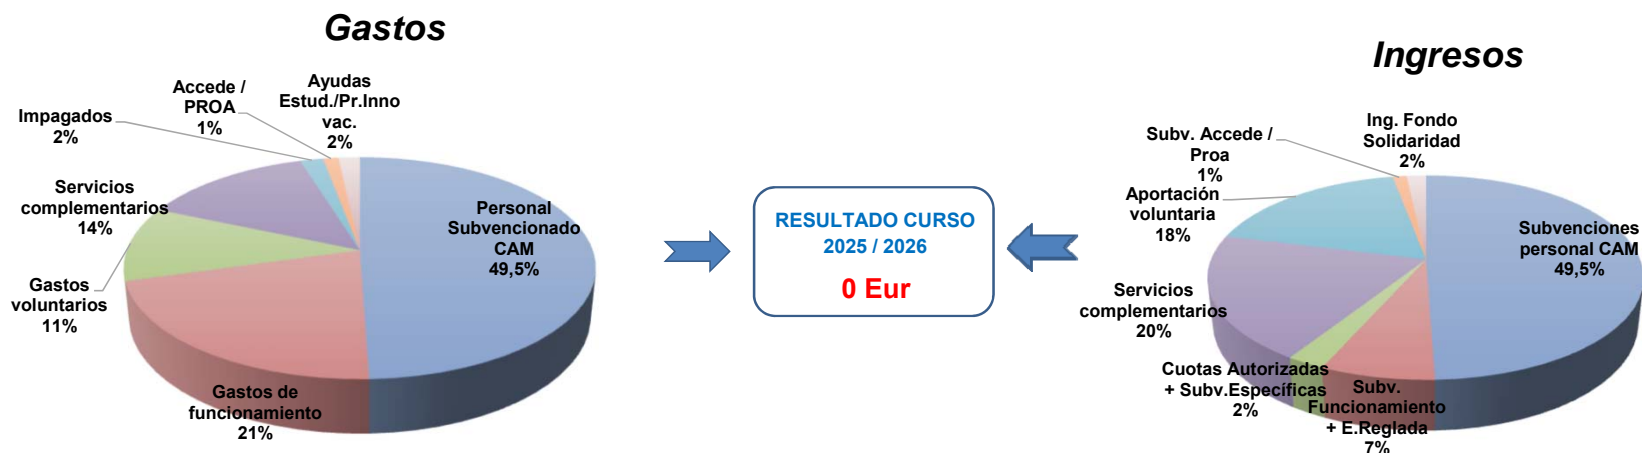 Gastos
Accede /
PROA
1%
Ayudas
Estud./Pr.Inno
vac.
2%
Impagados
2%
Servicios
complementarios
14%
Gastos
voluntarios
11%
Gastos de
funcionamiento
21%
Personal
Subvencionado
CAM
49,5%
RESULTADO CURSO
2025 / 2026
0 Eur
Ingresos
Subv. Accede /
Proa
1%
Ing. Fondo
Solidaridad
2%
Aportación
voluntaria
18%
Servicios
complementarios
20%
Cuotas Autorizadas
+ Subv.Específicas
2%
Subv.
Funcionamiento
+ E.Reglada
7%
Subvenciones
personal CAM
49,5%